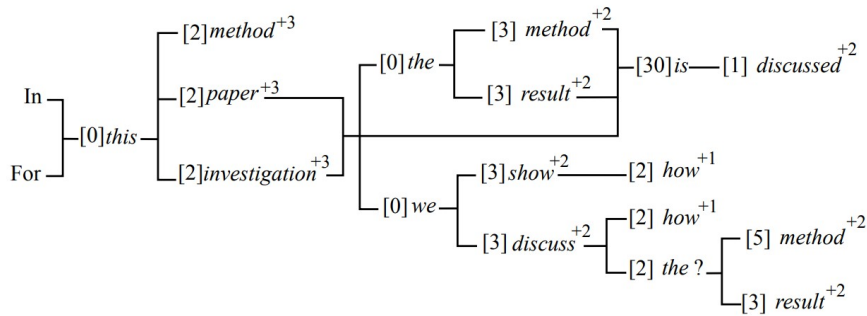 In
For
[0] this
[2] method+3
[2] paper+3
[2] investigation+3
[0] the
[3] method+2
[3] result+2
[30] is
[1] discussed+2
[0] we
[3] show+2
[2] how+1
[3] discuss+2
[2] how+1
[2] the ?
[5] method+2
[3] result+2